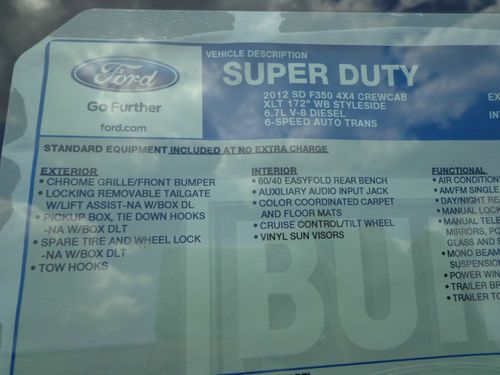 Ford
Go Further
ford.com
VEHICLE DESCRIPTION
SUPER DUTY
2012 SD F350 4X4 CREWCAB
XLT 172" WB STYLESIDE
6.7L V-8 DIESEL
6-SPEED AUTO TRANS
EX
IN
STANDARD EQUIPMENT INCLUDED AT NO EXTRA CHARGE
EXTERIOR
• CHROME GRILLE/FRONT BUMPER
• LOCKING REMOVABLE TAILGATE
W/LIFT ASSIST-NA W/BOX DL
• PICKUP BOX, TIE DOWN HOOKS
-NA W/BOX DLT
• SPARE TIRE AND WHEEL LOCK
-NA W/BOX DLT
• TOW HOOKS
INTERIOR
• 60/40 EASYFOLD REAR BENCH
• AUXILIARY AUDIO INPUT JACK
• COLOR COORDINATED CARPET
AND FLOOR MATS
• CRUISE CONTROL/TILT WHEEL
• VINYL SUN VISORS
FUNCTIONAL
• AIR CONDITION
• AM/FM SINGLE
• DAY/NIGHT RE
• MANUAL LOCK
• MANUAL TELE
MIRRORS, PO
GLASS AND S
• MONO BEAM
SUSPENSION
• POWER WIN
• TRAILER BR
• TRAILER TO
BUI